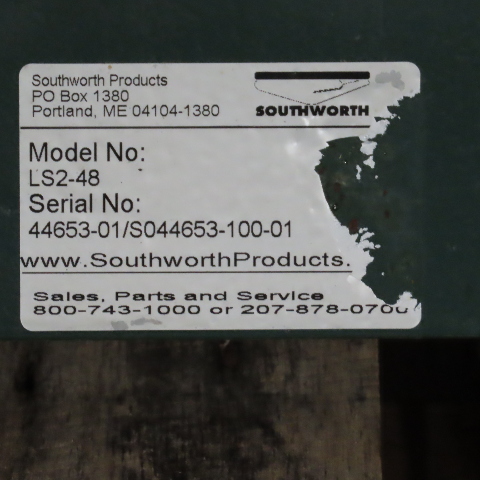 Southworth Products
PO Box 1380
Portland, ME 04104-1380
SOUTHWORTH
Model No:
LS2-48
Serial No:
44653-01/S044653-100-01
www.SouthworthProducts.
Sales, Parts and Service
800-743-1000 or 207-878-0700